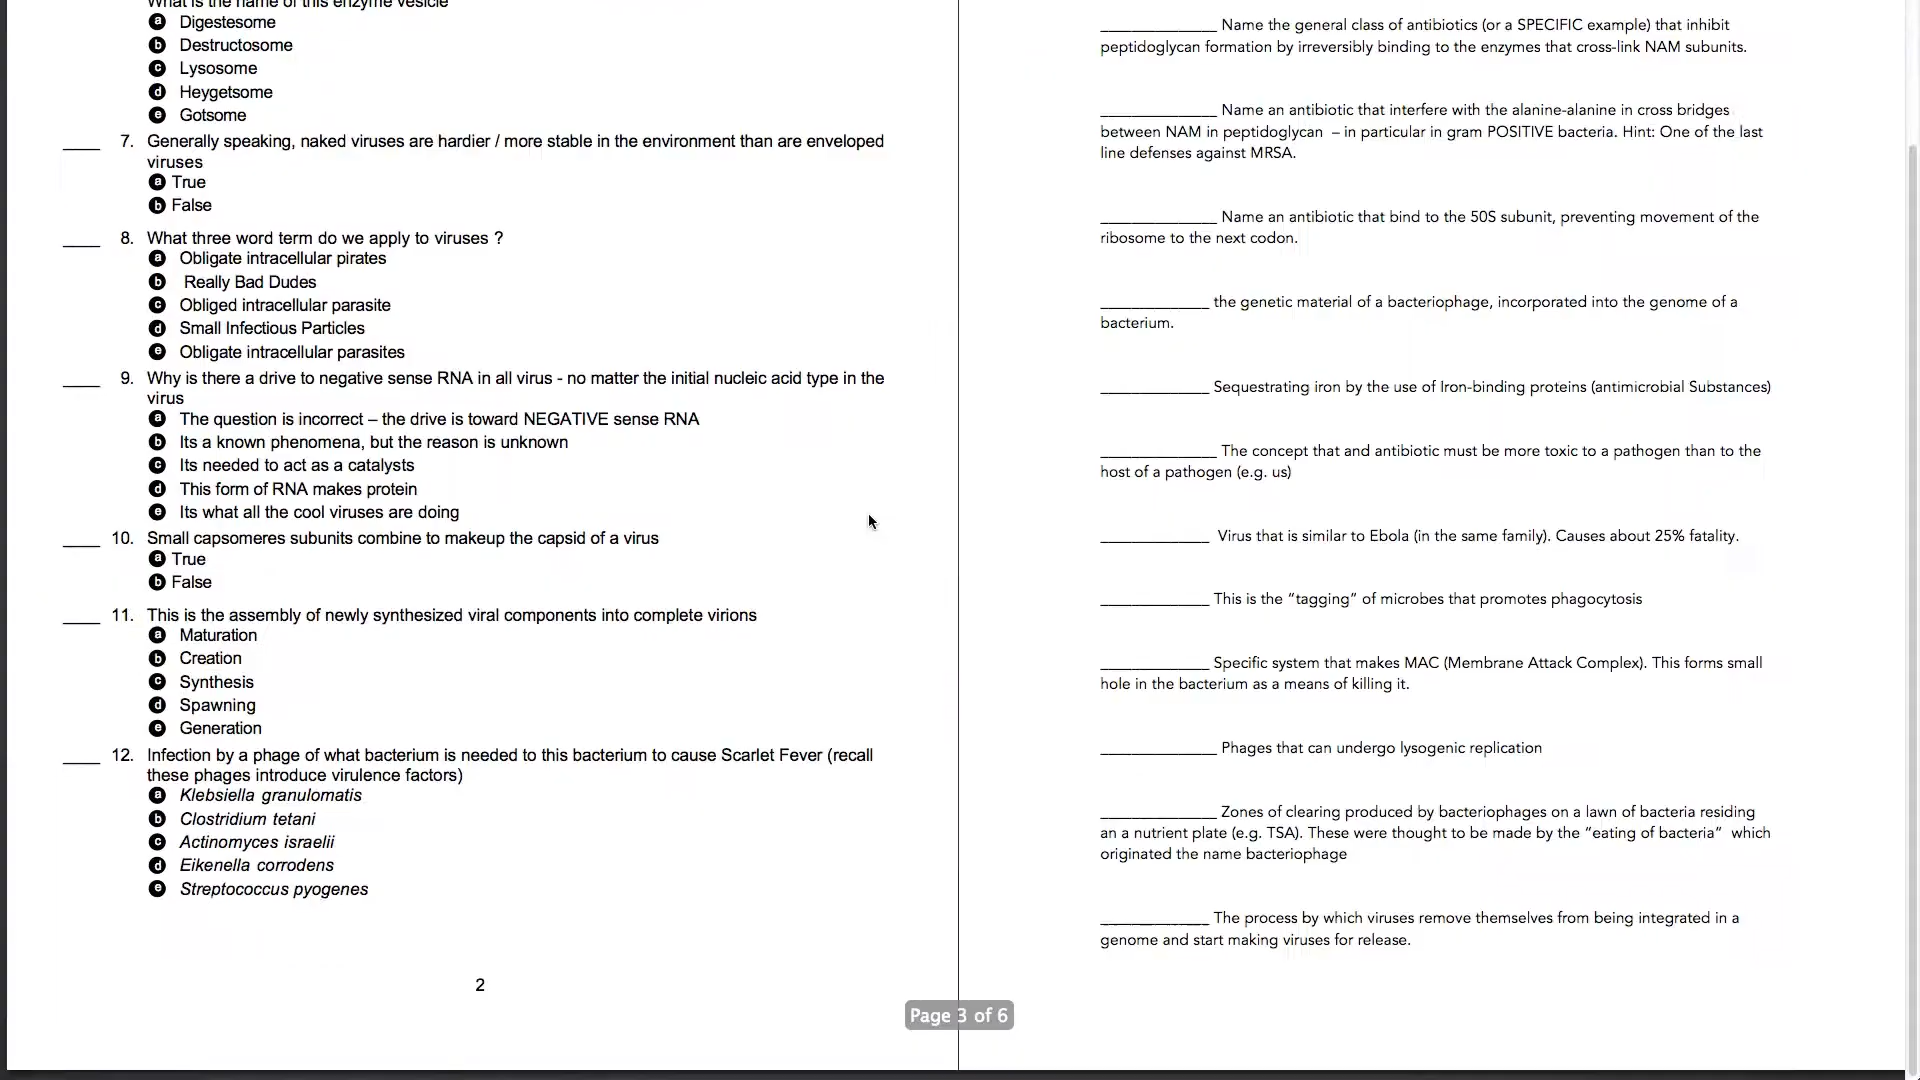 What is the name of this enzyme vesicle
a Digestesome
b Destructosome
c Lysosome
d Heygetsome
e Gotsome
____ 7. Generally speaking, naked viruses are hardier / more stable in the environment than are enveloped
viruses
a True
b False
____ 8. What three word term do we apply to viruses ?
a Obligate intracellular pirates
b Really Bad Dudes
c Obliged intracellular parasite
d Small Infectious Particles
e Obligate intracellular parasites
____ 9. Why is there a drive to negative sense RNA in all virus - no matter the initial nucleic acid type in the
virus
a The question is incorrect – the drive is toward NEGATIVE sense RNA
b Its a known phenomena, but the reason is unknown
c Its needed to act as a catalysts
d This form of RNA makes protein
e Its what all the cool viruses are doing
____ 10. Small capsomeres subunits combine to makeup the capsid of a virus
a True
b False
____ 11. This is the assembly of newly synthesized viral components into complete virions
a Maturation
b Creation
c Synthesis
d Spawning
e Generation
____ 12. Infection by a phage of what bacterium is needed to this bacterium to cause Scarlet Fever (recall
these phages introduce virulence factors)
a Klebsiella granulomatis
b Clostridium tetani
c Actinomyces israelii
d Eikenella corrodens
e Streptococcus pyogenes
2
______________ Name the general class of antibiotics (or a SPECIFIC example) that inhibit
peptidoglycan formation by irreversibly binding to the enzymes that cross-link NAM subunits.
______________ Name an antibiotic that interfere with the alanine-alanine in cross bridges
between NAM in peptidoglycan – in particular in gram POSITIVE bacteria. Hint: One of the last
line defenses against MRSA.
______________ Name an antibiotic that bind to the 50S subunit, preventing movement of the
ribosome to the next codon.
_____________ the genetic material of a bacteriophage, incorporated into the genome of a
bacterium.
_____________ Sequestrating iron by the use of Iron-binding proteins (antimicrobial Substances)
______________ The concept that and antibiotic must be more toxic to a pathogen than to the
host of a pathogen (e.g. us)
_____________ Virus that is similar to Ebola (in the same family). Causes about 25% fatality.
_____________ This is the “tagging” of microbes that promotes phagocytosis
_____________ Specific system that makes MAC (Membrane Attack Complex). This forms small
hole in the bacterium as a means of killing it.
______________ Phages that can undergo lysogenic replication
______________ Zones of clearing produced by bacteriophages on a lawn of bacteria residing
an a nutrient plate (e.g. TSA). These were thought to be made by the “eating of bacteria” which
originated the name bacteriophage
_____________ The process by which viruses remove themselves from being integrated in a
genome and start making viruses for release.
Page 3 of 6